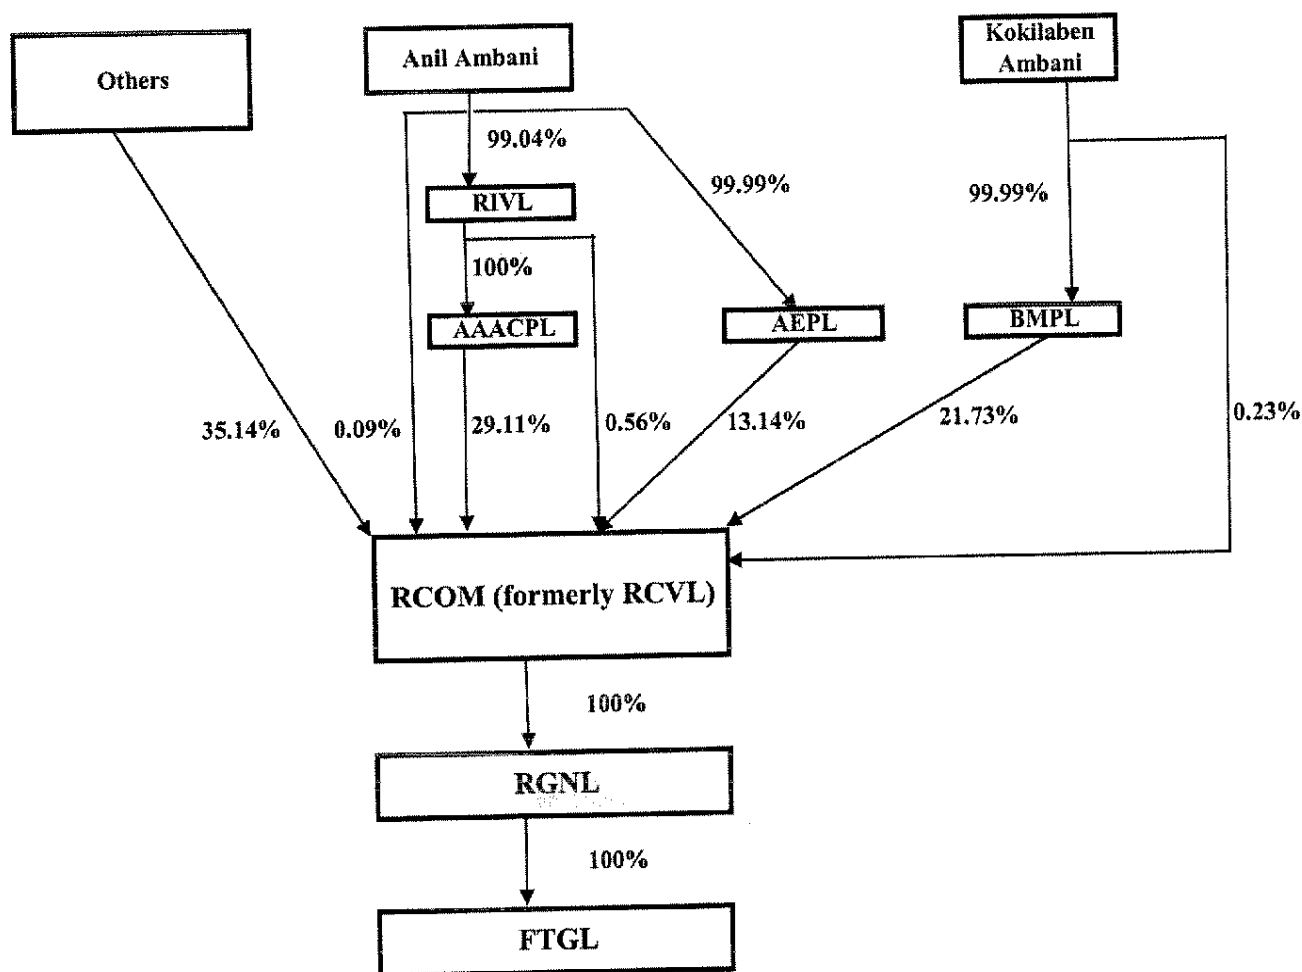 Others
Anil Ambani
Kokilaben
Ambani
99.04%
99.99%
99.99%
RIVL
100%
AAACPL
AEPL
BMPL
35.14%
0.09%
29.11%
0.56%
13.14%
21.73%
0.23%
RCOM (formerly RCVL)
100%
RGNL
100%
FTGL